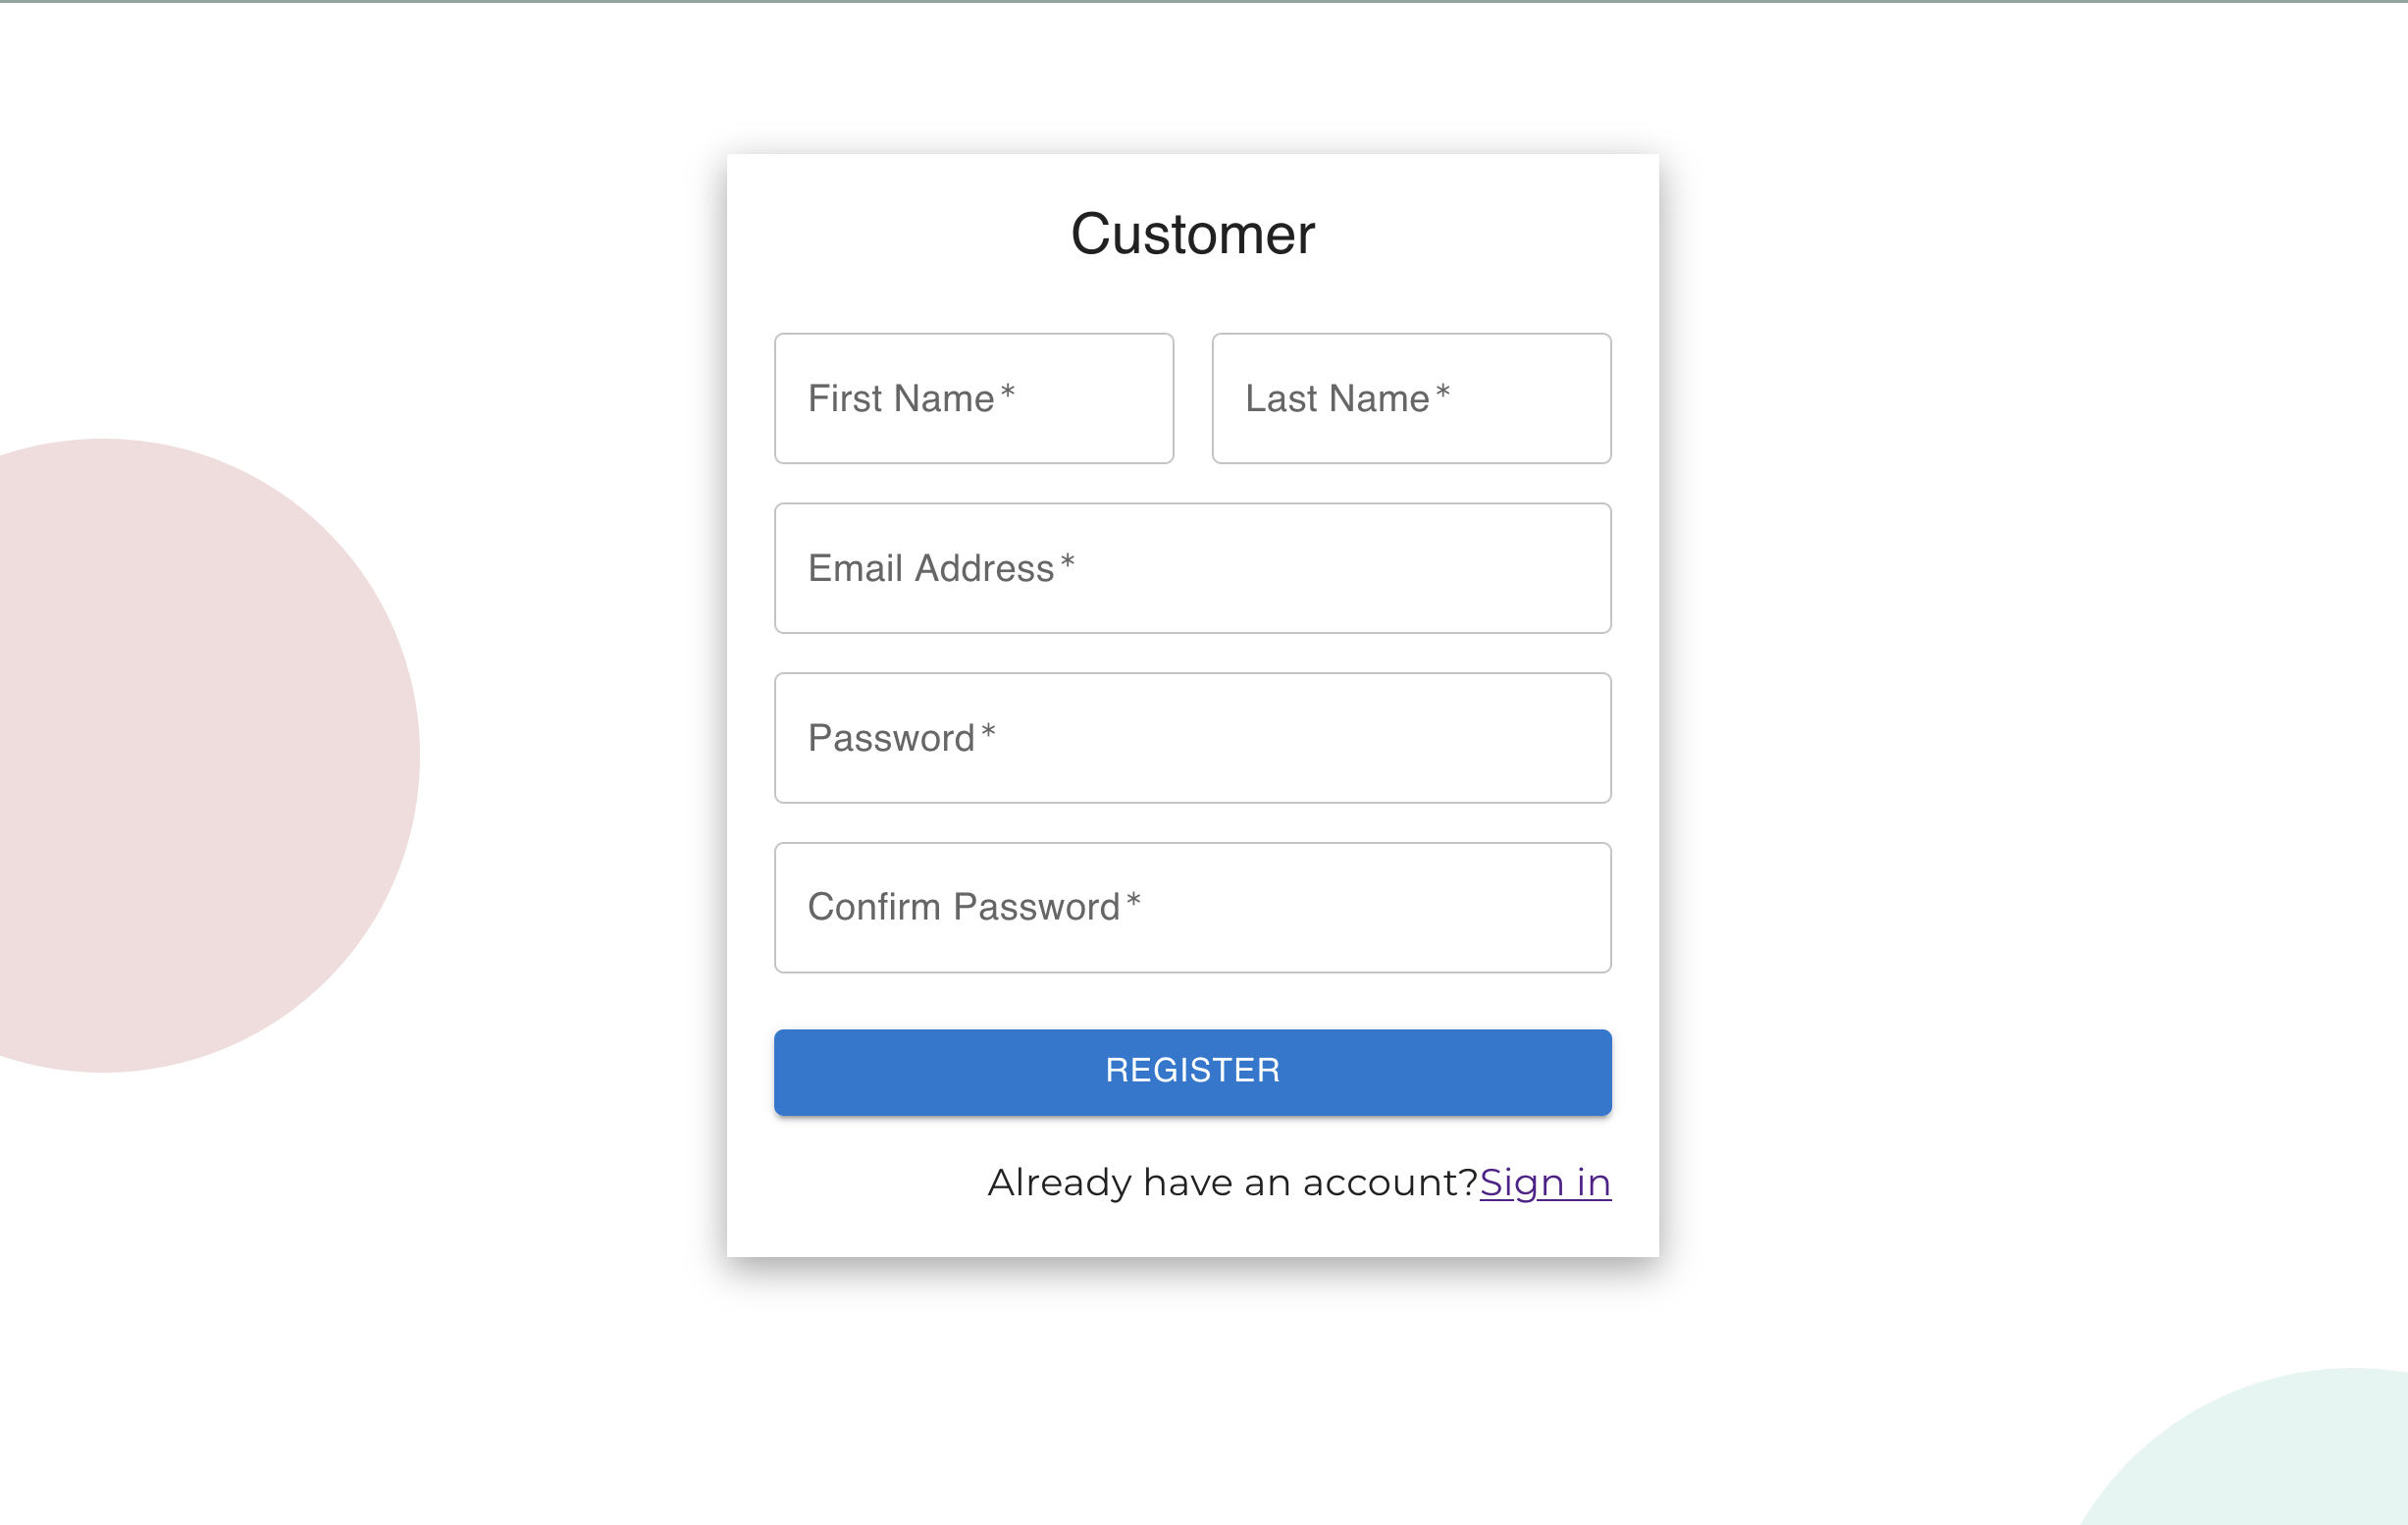 Customer
First Name *
Last Name *
Email Address *
Password *
Confirm Password *
REGISTER
Already have an account?Sign in